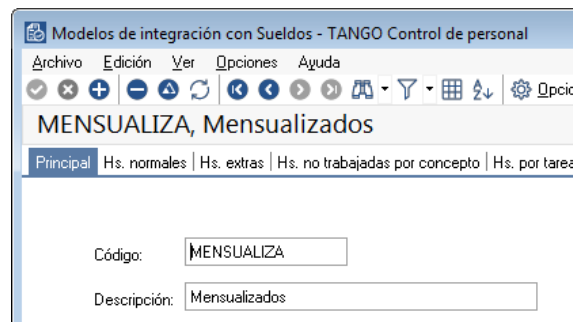 Modelos de integración con Sueldos - TANGO Control de personal
Archivo Edición Ver Opciones Ayuda
MENSUALIZA, Mensualizados
Principal Hs. normales Hs. extras Hs. no trabajadas por concepto Hs. por
Código: MENSUALIZA
Descripción: Mensualizados